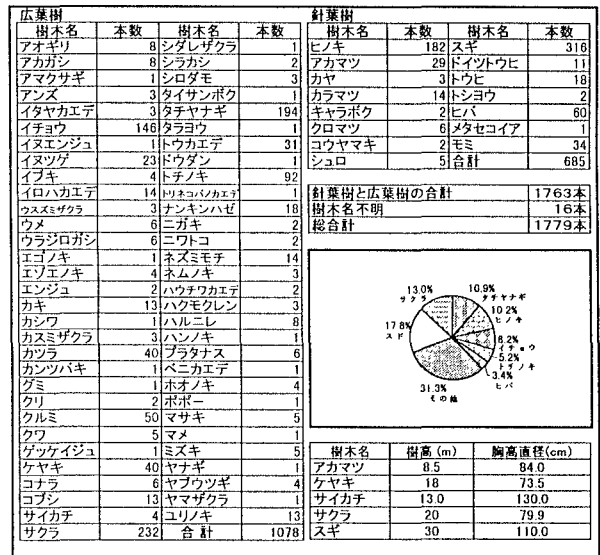 広葉樹
樹木名 本数 樹木名 本数
アオギリ 8 シダレザクラ 1
アカガシ 8 シラカシ 2
アマクサギ 1 シロダモ 3
アンズ 3 タイサンボク 1
イタヤカエデ 3 タチヤナギ 194
イチョウ 146 タラヨウ 1
イヌエンジュ 1 トウカエデ 31
イヌツゲ 23 ドウダン 1
イブキ 4 トチノキ 92
イロハカエデ 14 トリネコバノカエデ 1
ウスズミザクラ 3 ナンキンハゼ 18
ウメ 6 ニガキ 2
ウラジロガシ 6 ニワトコ 2
エゴノキ 1 ネズミモチ 14
エゾエノキ 4 ネムノキ 3
エンジュ 2 ハウチワカエデ 2
カキ 13 ハクモクレン 3
カシワ 1 ハルニレ 8
カスミザクラ 3 ハンノキ 1
カツラ 40 プラタナス 6
カンツバキ 1 ベニカエデ 1
グミ 1 ホオノキ 4
クリ 2 ポポー 1
クルミ 50 マサキ 5
クワ 5 マメ 1
ゲッケイジュ 1 ミズキ 5
ケヤキ 40 ヤナギ 1
コナラ 6 ヤブウツギ 4
コブシ 13 ヤマザクラ 1
サイカチ 4 ユリノキ 13
サクラ 232 合計 1078
針葉樹
樹木名 本数 樹木名 本数
ヒノキ 182 スギ 316
アカマツ 29 ドイツトウヒ 11
カヤ 3 トウヒ 18
カラマツ 14 トショウ 2
キャラボク 2 ヒバ 60
クロマツ 6 メタセコイア 1
コウヤマキ 2 モミ 34
シュロ 5 合計 685
針葉樹と広葉樹の合計 1763本
樹木名不明 16本
総合計 1779本
13.0%
サクラ
10.9%
タチヤナギ
10.2%
ヒノキ
8.2%
イチョウ
5.2%
トチノキ
3.4%
ヒバ
31.3%
その他
17.8%
スギ
樹木名 樹高(m) 胸高直径(cm)
アカマツ 8.5 84.0
ケヤキ 18 73.5
サイカチ 13.0 130.0
サクラ 20 79.9
スギ 30 110.0